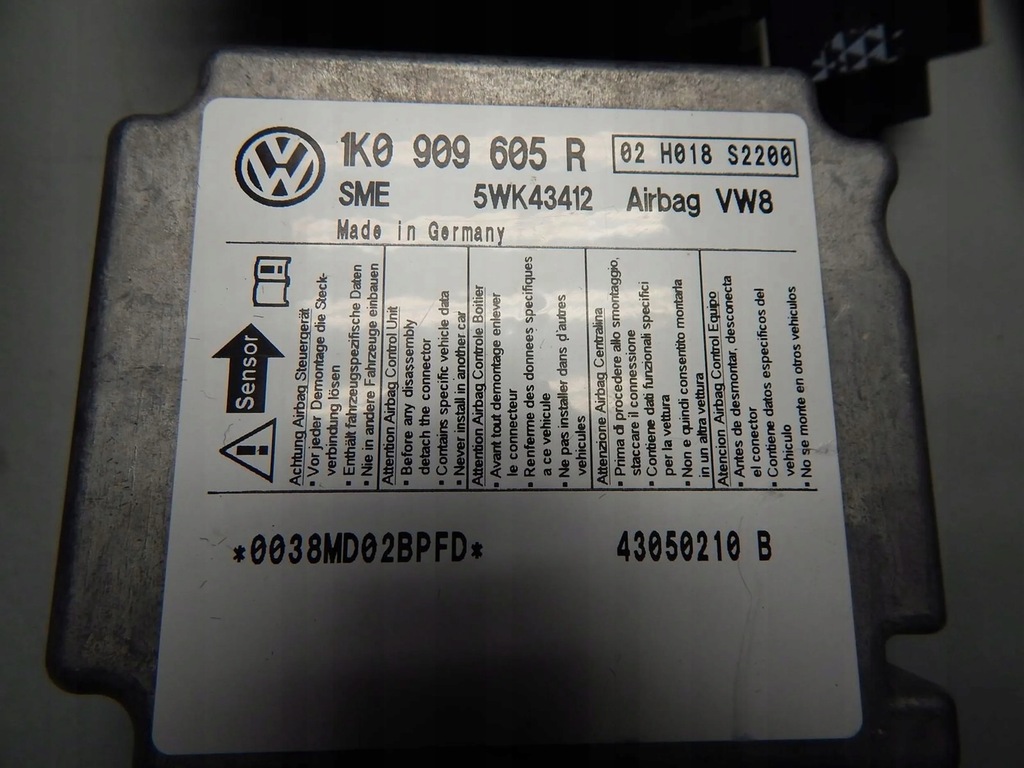 1K0 909 605 R
02 H018 S2200
SME 5WK43412 Airbag VW8
Made in Germany
Sensor
Achtung Airbag Steuergerät
• Vor jeder Demontage die Steck-
verbindung lösen
• Enthält fahrzeugspezifische Daten
• Nie in andere Fahrzeuge einbauen
Attention Airbag Control Unit
• Before any disassembly
detach the connector
• Contains specific vehicle data
• Never install in another car
Attention Airbag Controle Boitier
• Avant tout demontage enlever
le connecteur
• Renferme des donnees specifiques
a ce vehicule
• Ne pas installer dans d'autres
vehicules
Attenzione Airbag Centralina
• Prima di procedere allo smontagio,
staccare il connessione
• Contiene dati funzionali specifici
per la vettura
• Non e quindi consentito montarla
in un altra vettura
Atencion Airbag Control Equipo
• Antes de desmontar, desconecta
el conector
• Contiene datos especificos del
vehiculo
• No se monte en otros vehiculos
*0038MD02BPFD* 43050210 B